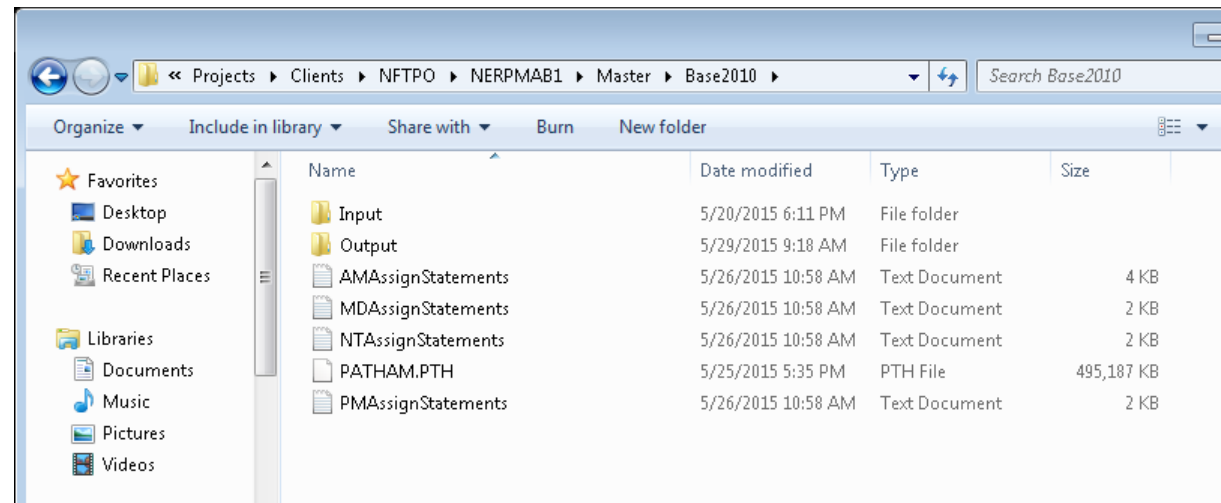 « Projects ▸ Clients ▸ NFTPO ▸ NERPMAB1 ▸ Master ▸ Base2010 ▸ Search Base2010
Organize Include in library Share with Burn New folder
Favorites
Desktop
Downloads
Recent Places
Libraries
Documents
Music
Pictures
Videos
Name Date modified Type Size
Input 5/20/2015 6:11 PM File folder
Output 5/29/2015 9:18 AM File folder
AMAssignStatements 5/26/2015 10:58 AM Text Document 4 KB
MDAssignStatements 5/26/2015 10:58 AM Text Document 2 KB
NTAssignStatements 5/26/2015 10:58 AM Text Document 2 KB
PATHAM.PTH 5/25/2015 5:35 PM PTH File 495,187 KB
PMAssignStatements 5/26/2015 10:58 AM Text Document 2 KB